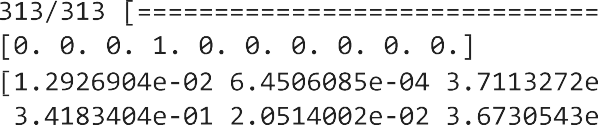 313/313 [==============================
[0. 0. 0. 1. 0. 0. 0. 0. 0. 0.]
[1.2926904e-02 6.4506085e-04 3.7113272e
3.4183404e-01 2.0514002e-02 3.6730543e